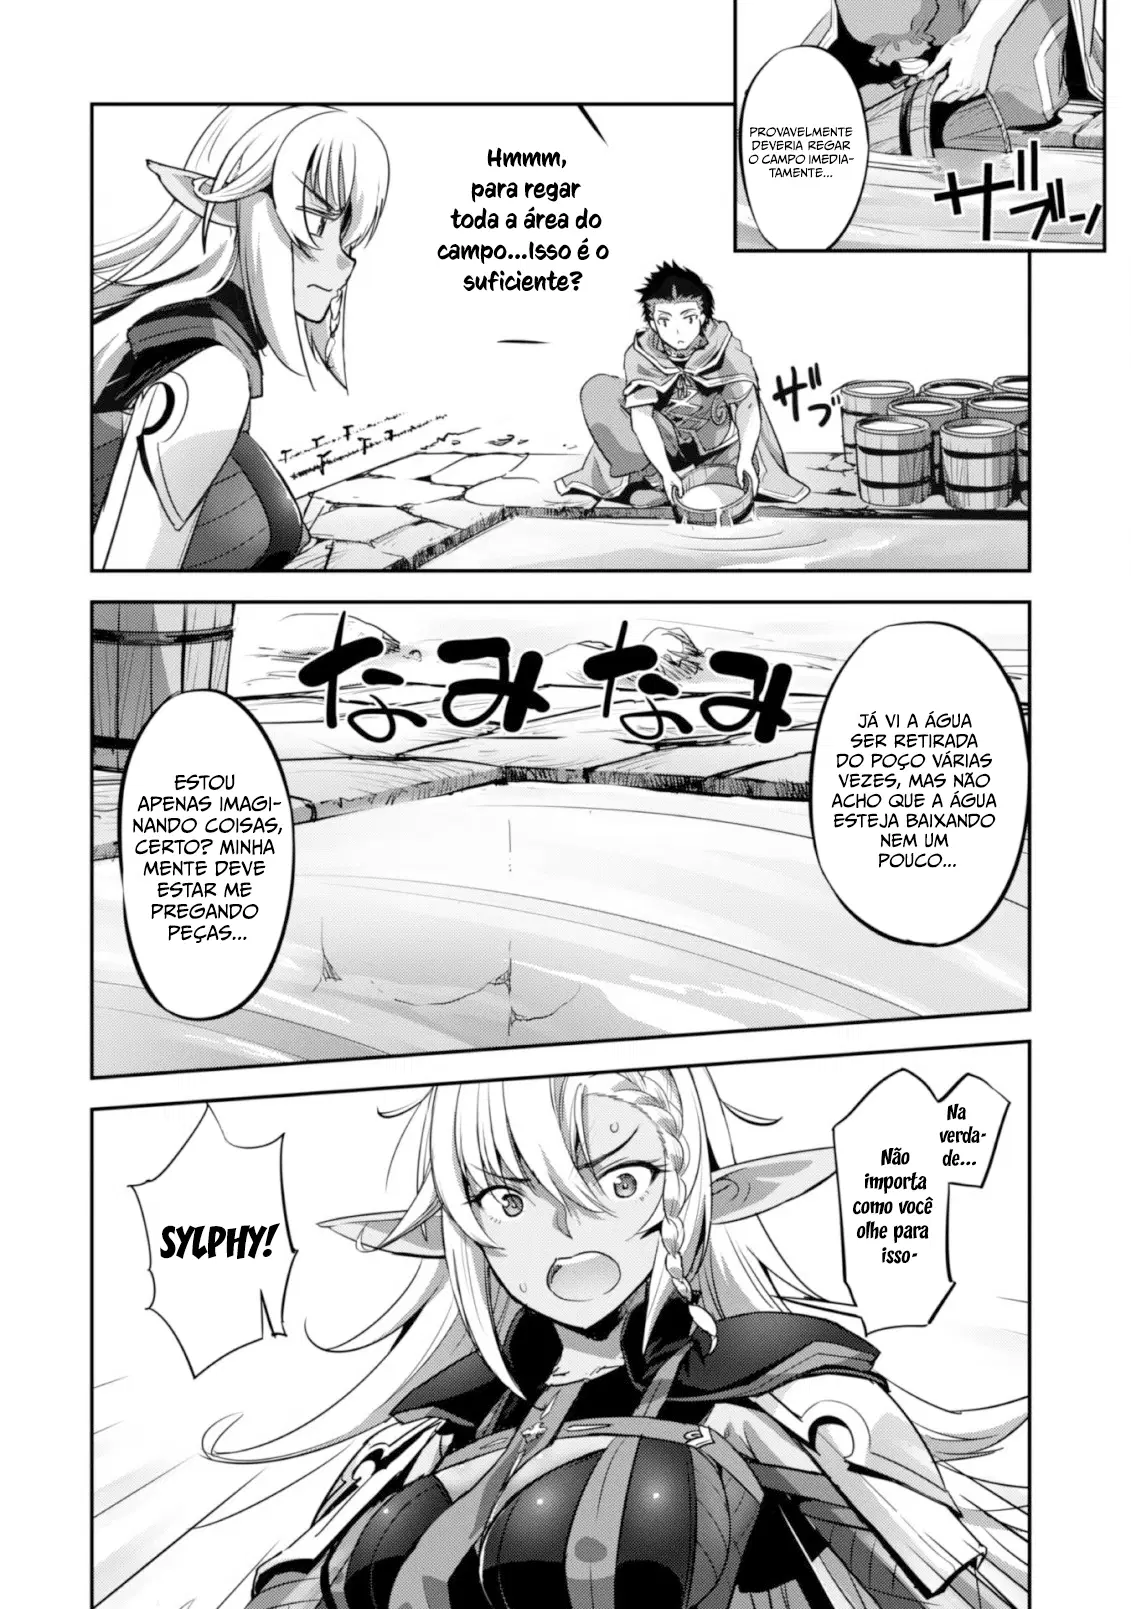 PROVAVELMENTE
DEVERIA REGAR
O CAMPO IMEDIA-
TAMENTE...
ザブ
ザブッ
Hmmm,
para regar
toda a área do
campo...Isso é o
suficiente?
ザブ
JÁ VI A ÁGUA
SER RETIRADA
DO POÇO VÁRIAS
VEZES, MAS NÃO
ACHO QUE A ÁGUA
ESTEJA BAIXANDO
NEM UM
POUCO...
なみなみ
ESTOU
APENAS IMAGI-
NANDO COISAS,
CERTO? MINHA
MENTE DEVE
ESTAR ME
PREGANDO
PEÇAS...
Na
verda-
de...
Não
importa
como você
olhe para
isso-
SYLPHY!